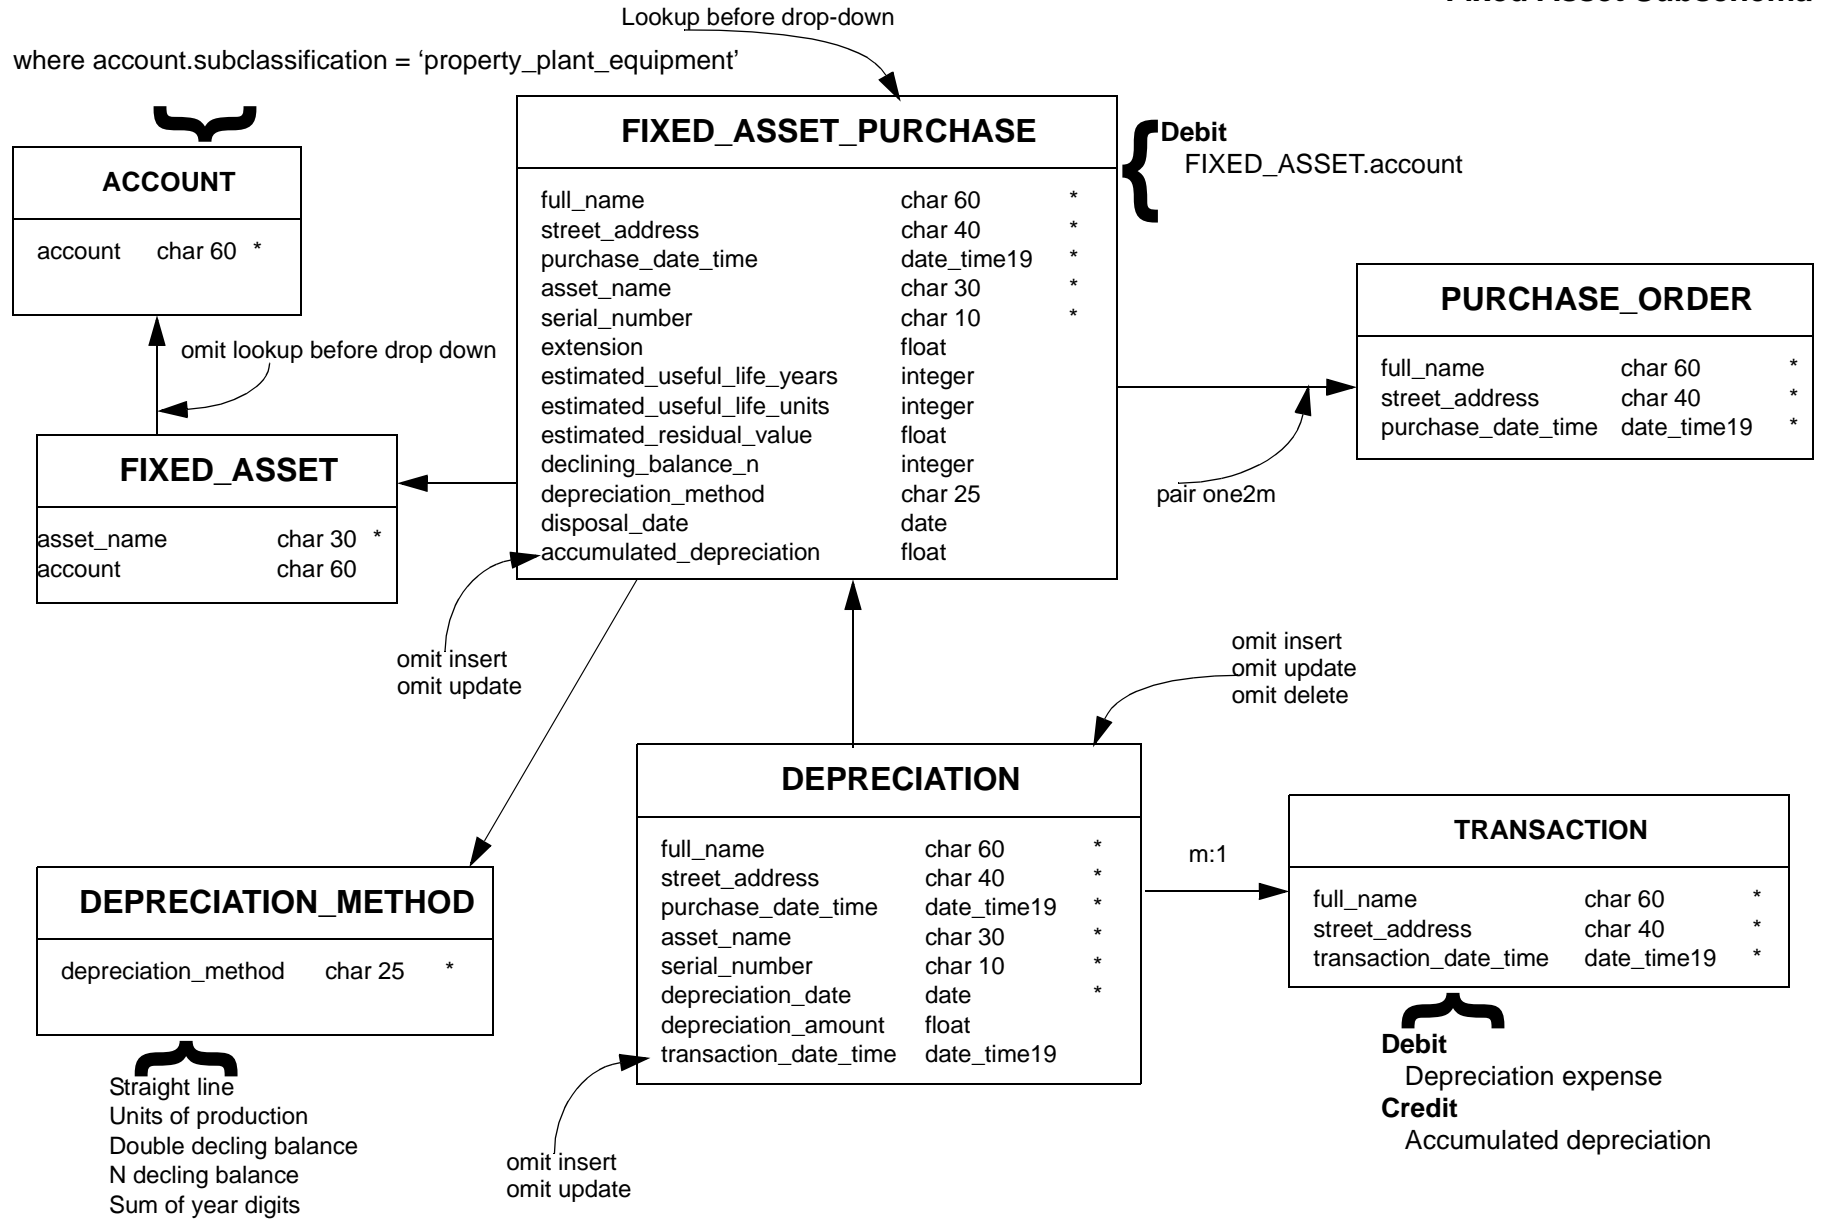 Fixed Asset Subschema
Lookup before drop-down
where account.subclassification = ‘property_plant_equipment’
FIXED_ASSET_PURCHASE
full_name char 60 *
street_address char 40 *
purchase_date_time date_time19 *
asset_name char 30 *
serial_number char 10 *
extension float
estimated_useful_life_years integer
estimated_useful_life_units integer
estimated_residual_value float
declining_balance_n integer
depreciation_method char 25
disposal_date date
accumulated_depreciation float
Debit
FIXED_ASSET.account
ACCOUNT
account char 60 *
omit lookup before drop down
PURCHASE_ORDER
full_name char 60 *
street_address char 40 *
purchase_date_time date_time19 *
pair one2m
FIXED_ASSET
asset_name char 30 *
account char 60
omit insert
omit update
omit insert
omit update
omit delete
DEPRECIATION
full_name char 60 *
street_address char 40 *
purchase_date_time date_time19 *
asset_name char 30 *
serial_number char 10 *
depreciation_date date *
depreciation_amount float
transaction_date_time date_time19
m:1
TRANSACTION
full_name char 60 *
street_address char 40 *
transaction_date_time date_time19 *
Debit
Depreciation expense
Credit
Accumulated depreciation
DEPRECIATION_METHOD
depreciation_method char 25 *
Straight line
Units of production
Double decling balance
N decling balance
Sum of year digits
omit insert
omit update